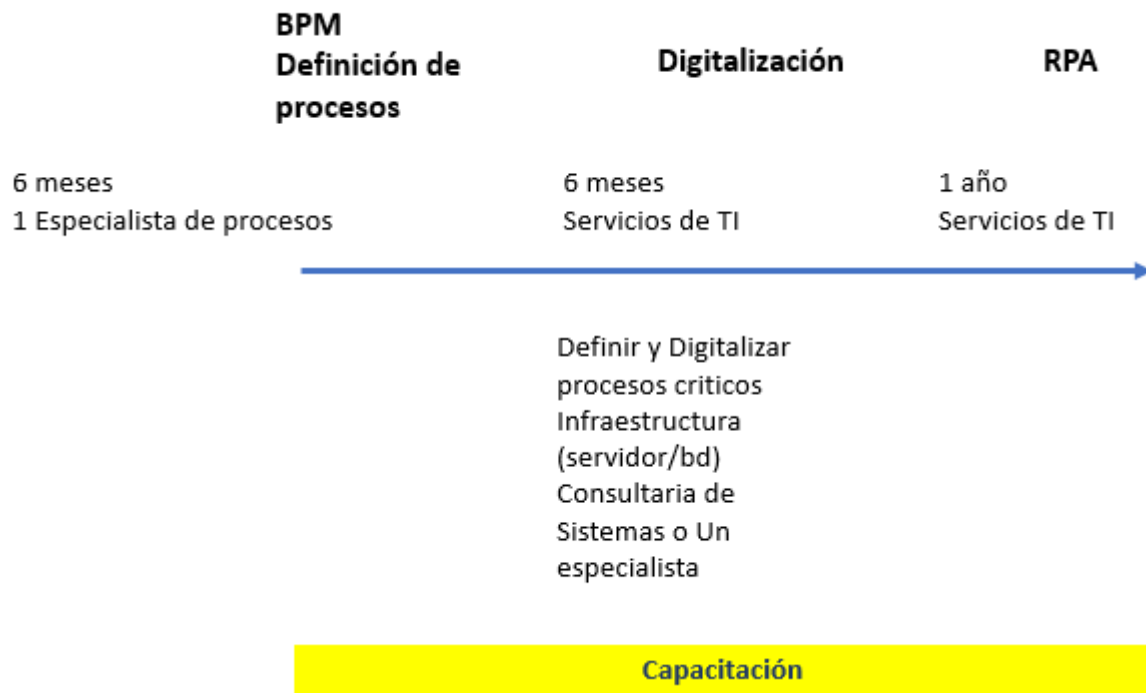 BPM
Definición de
procesos
Digitalización
RPA
6 meses
1 Especialista de procesos
6 meses
Servicios de TI
1 año
Servicios de TI
Definir y Digitalizar
procesos criticos
Infraestructura
(servidor/bd)
Consultaria de
Sistemas o Un
especialista
Capacitación